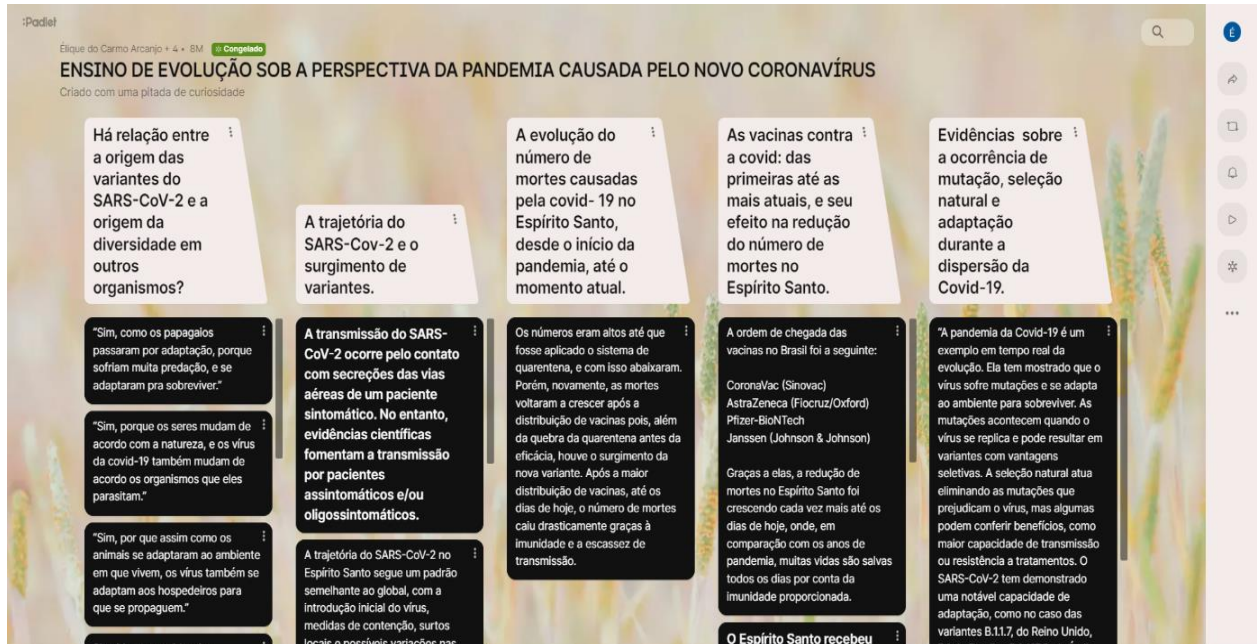 :Padlet
Élique do Carmo Arcanjo + 4 • 8M Congelado
ENSINO DE EVOLUÇÃO SOB A PERSPECTIVA DA PANDEMIA CAUSADA PELO NOVO CORONAVÍRUS
Criado com uma pitada de curiosidade
É
Há relação entre
a origem das
variantes do
SARS-CoV-2 e a
origem da
diversidade em
outros
organismos?
"Sim, como os papagaios
passaram por adaptação, porque
sofriam muita predação, e se
adaptaram pra sobreviver."
"Sim, porque os seres mudam de
acordo com a natureza, e os vírus
da covid-19 também mudam de
acordo os organismos que eles
parasitam."
"Sim, por que assim como os
animais se adaptaram ao ambiente
em que vivem, os vírus também se
adaptam aos hospedeiros para
que se propaguem."
A trajetória do
SARS-Cov-2 e o
surgimento de
variantes.
A transmissão do SARS-
CoV-2 ocorre pelo contato
com secreções das vias
aéreas de um paciente
sintomático. No entanto,
evidências científicas
fomentam a transmissão
por pacientes
assintomáticos e/ou
oligossintomáticos.
A trajetória do SARS-CoV-2 no
Espírito Santo segue um padrão
semelhante ao global, com a
introdução inicial do vírus,
medidas de contenção, surtos
locais e possíveis variações nas
A evolução do
número de
mortes causadas
pela covid- 19 no
Espírito Santo,
desde o início da
pandemia, até o
momento atual.
Os números eram altos até que
fosse aplicado o sistema de
quarentena, e com isso abaixaram.
Porém, novamente, as mortes
voltaram a crescer após a
distribuição de vacinas pois, além
da quebra da quarentena antes da
eficácia, houve o surgimento da
nova variante. Após a maior
distribuição de vacinas, até os
dias de hoje, o número de mortes
caiu drasticamente graças à
imunidade e a escassez de
transmissão.
As vacinas contra
a covid: das
primeiras até as
mais atuais, e seu
efeito na redução
do número de
mortes no
Espírito Santo.
A ordem de chegada das
vacinas no Brasil foi a seguinte:
CoronaVac (Sinovac)
AstraZeneca (Fiocruz/Oxford)
Pfizer-BioNTech
Janssen (Johnson & Johnson)
Graças a elas, a redução de
mortes no Espírito Santo foi
crescendo cada vez mais até os
dias de hoje, onde, em
comparação com os anos de
pandemia, muitas vidas são salvas
todos os dias por conta da
imunidade proporcionada.
O Espírito Santo recebeu
Evidências sobre
a ocorrência de
mutação, seleção
natural e
adaptação
durante a
dispersão da
Covid-19.
"A pandemia da Covid-19 é um
exemplo em tempo real da
evolução. Ela tem mostrado que o
vírus sofre mutações e se adapta
ao ambiente para sobreviver. As
mutações acontecem quando o
vírus se replica e pode resultar em
variantes com vantagens
seletivas. A seleção natural atua
eliminando as mutações que
prejudicam o vírus, mas algumas
podem conferir benefícios, como
maior capacidade de transmissão
ou resistência a tratamentos. O
SARS-CoV-2 tem demonstrado
uma notável capacidade de
adaptação, como no caso das
variantes B.1.1.7, do Reino Unido,